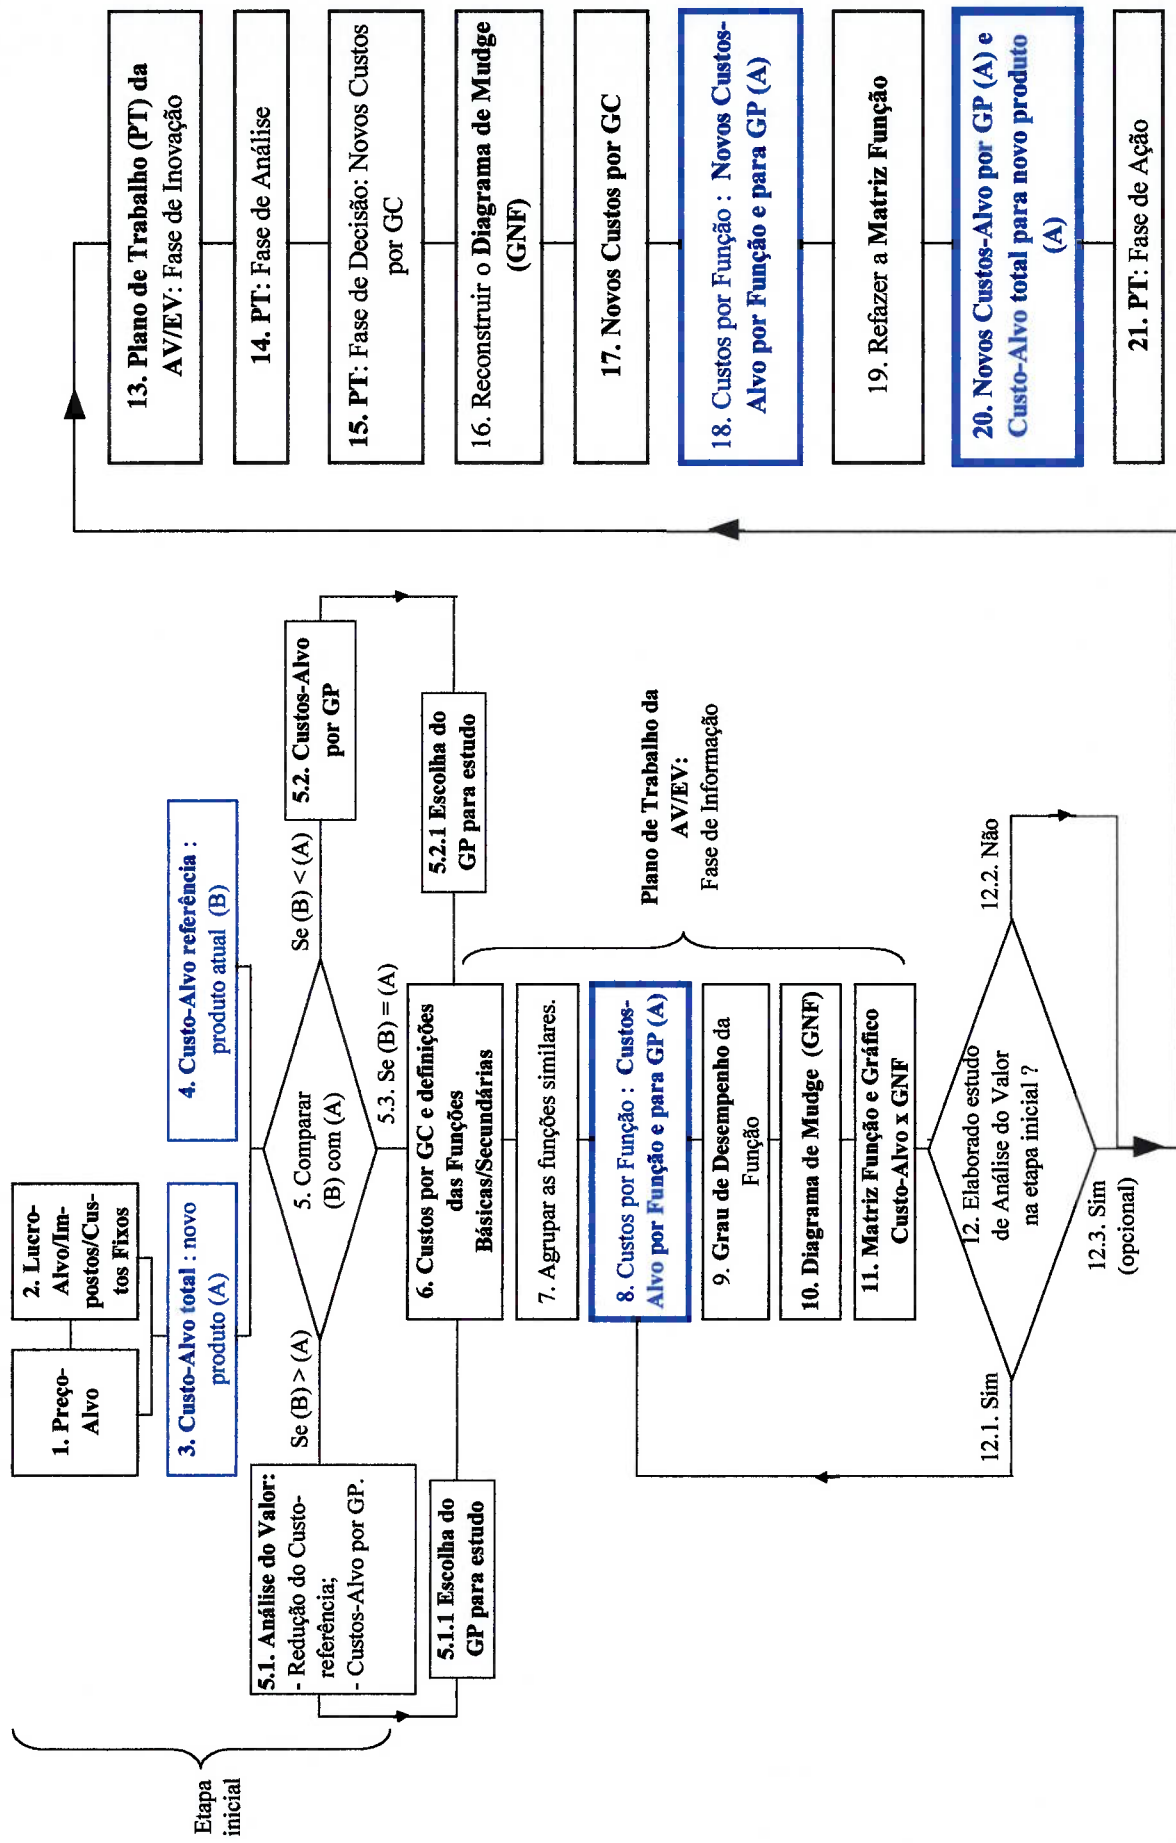 1. Preço-
Alvo
2. Lucro-
Alvo/Im-
postos/Cus-
tos Fixos
3. Custo-Alvo total : novo
produto (A)
4. Custo-Alvo referência :
produto atual (B)
Etapa
inicial
5. Comparar
(B) com (A)
Se (B) > (A)
Se (B) < (A)
5.3. Se (B) = (A)
5.1. Análise do Valor:
- Redução do Custo-
referência;
- Custos-Alvo por GP.
5.1.1 Escolha do
GP para estudo
5.2. Custos-Alvo
por GP
5.2.1 Escolha do
GP para estudo
6. Custos por GC e definições
das Funções
Básicas/Secundárias
7. Agrupar as funções similares.
8. Custos por Função : Custos-
Alvo por Função e para GP (A)
9. Grau de Desempenho da
Função
10. Diagrama de Mudge (GNF)
11. Matriz Função e Gráfico
Custo-Alvo x GNF
Plano de Trabalho da
AV/EV:
Fase de Informação
12. Elaborado estudo
de Análise do Valor
na etapa inicial ?
12.1. Sim
12.2. Não
12.3. Sim
(opcional)
13. Plano de Trabalho (PT) da
AV/EV: Fase de Inovação
14. PT: Fase de Análise
15. PT: Fase de Decisão: Novos Custos
por GC
16. Reconstruir o Diagrama de Mudge
(GNF)
17. Novos Custos por GC
18. Custos por Função : Novos Custos-
Alvo por Função e para GP (A)
19. Refazer a Matriz Função
20. Novos Custos-Alvo por GP (A) e
Custo-Alvo total para novo produto
(A)
21. PT: Fase de Ação